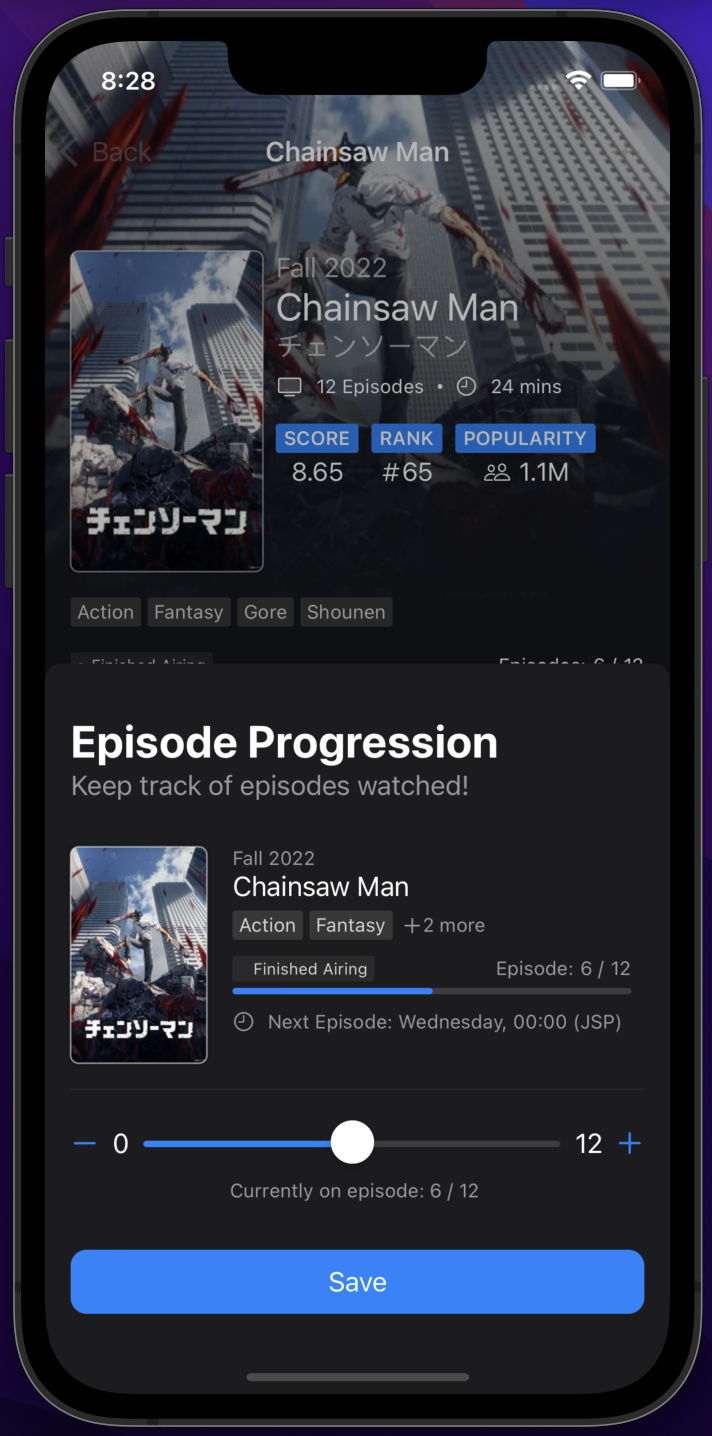 8:28
Back
Chainsaw Man
Fall 2022
Chainsaw Man
チェンソーマン
12 Episodes • 24 mins
SCORE RANK POPULARITY
8.65 #65 1.1M
チェンソーマン
Action Fantasy Gore Shounen
• Finished Airing Episodes: 6 / 12
Episode Progression
Keep track of episodes watched!
Fall 2022
Chainsaw Man
Action Fantasy +2 more
Finished Airing Episode: 6 / 12
Next Episode: Wednesday, 00:00 (JSP)
チェンソーマン
0 12
Currently on episode: 6 / 12
Save